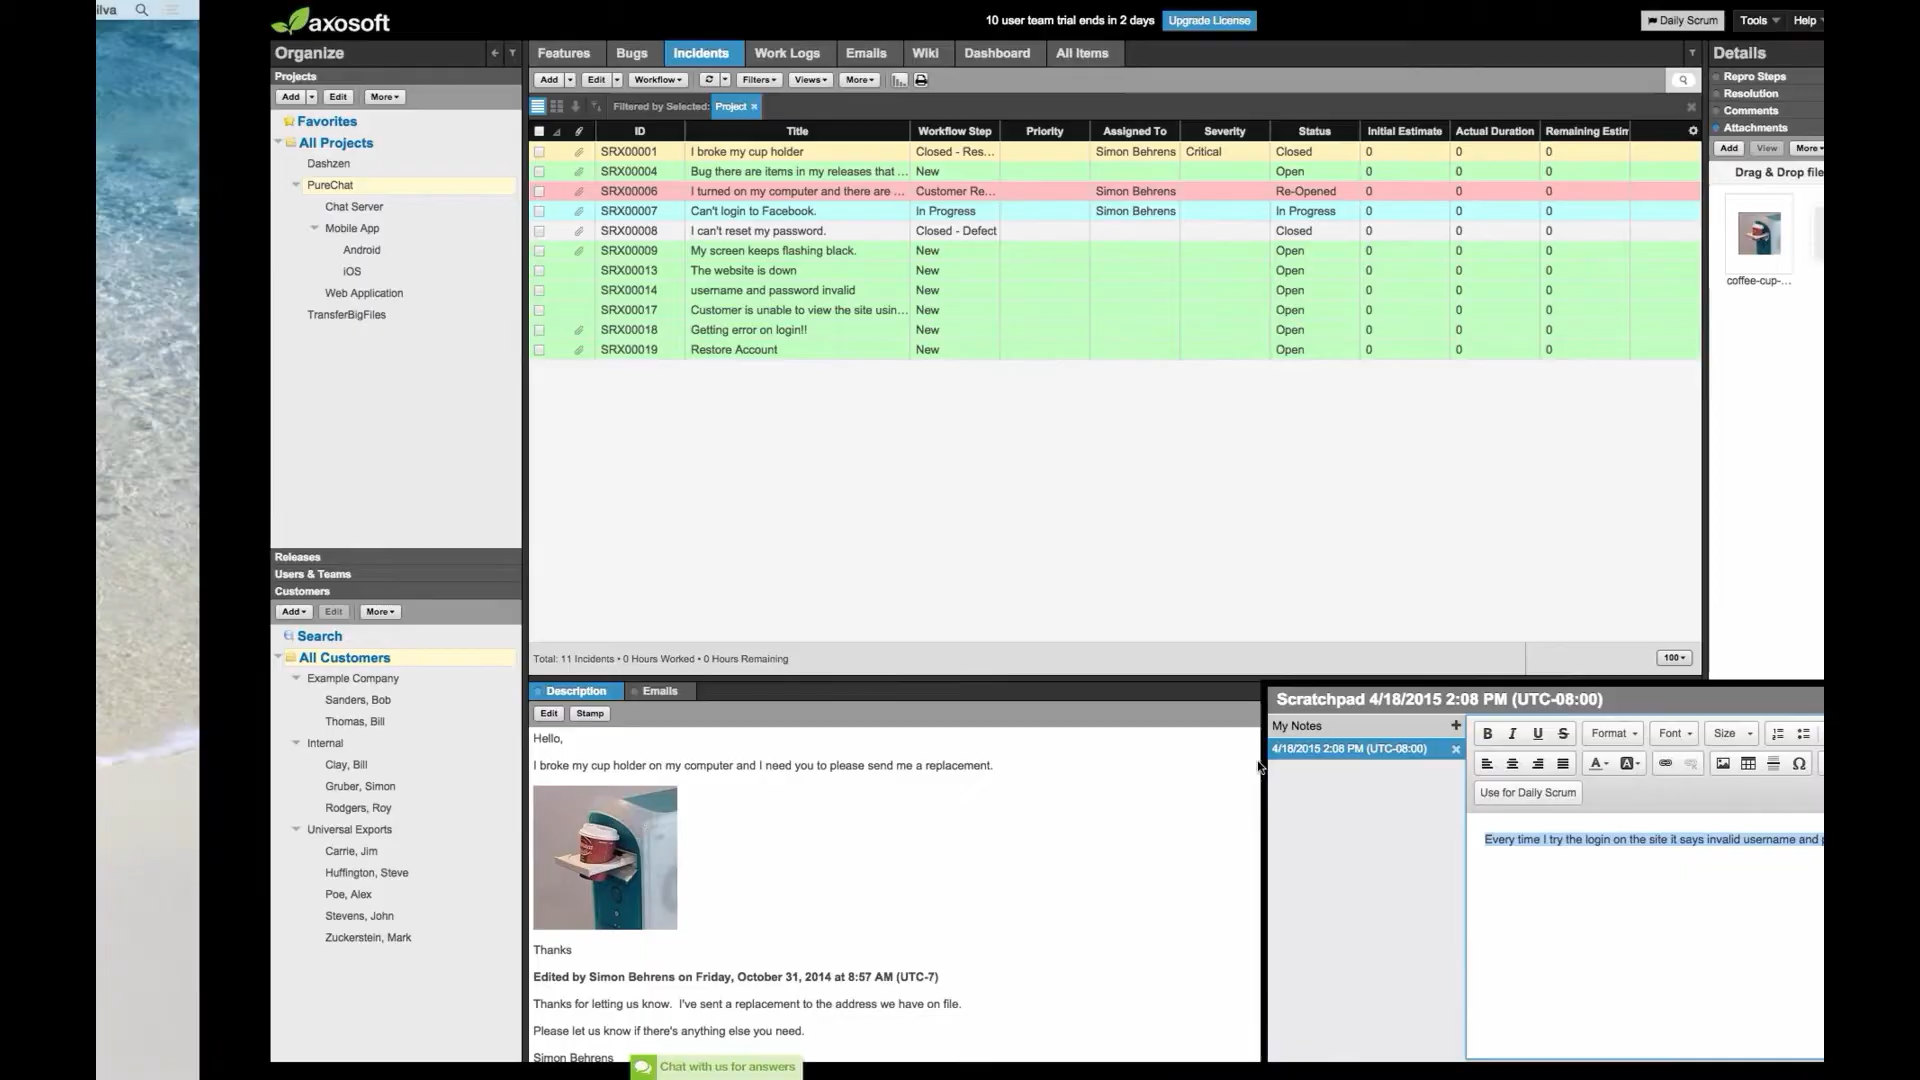 ilva
axosoft
10 user team trial ends in 2 days Upgrade License
Daily Scrum Tools Help
Organize
Features Bugs Incidents Work Logs Emails Wiki Dashboard All Items
Details
Projects
Add Edit More
Favorites
All Projects
Dashzen
PureChat
Chat Server
Mobile App
Android
iOS
Web Application
TransferBigFiles
Add Edit Workflow Filters Views More
Filtered by Selected: Project ×
ID Title Workflow Step Priority Assigned To Severity Status Initial Estimate Actual Duration Remaining Estim
SRX00001 I broke my cup holder Closed - Res... Simon Behrens Critical Closed 0 0 0
SRX00004 Bug there are items in my releases that ... New Open 0 0 0
SRX00006 I turned on my computer and there are ... Customer Re... Simon Behrens Re-Opened 0 0 0
SRX00007 Can't login to Facebook. In Progress Simon Behrens In Progress 0 0 0
SRX00008 I can't reset my password. Closed - Defect Closed 0 0 0
SRX00009 My screen keeps flashing black. New Open 0 0 0
SRX00013 The website is down New Open 0 0 0
SRX00014 username and password invalid New Open 0 0 0
SRX00017 Customer is unable to view the site usin... New Open 0 0 0
SRX00018 Getting error on login!! New Open 0 0 0
SRX00019 Restore Account New Open 0 0 0
Repro Steps
Resolution
Comments
Attachments
Add View More
Drag & Drop file
coffee-cup-...
Releases
Users & Teams
Customers
Add Edit More
Search
All Customers
Example Company
Sanders, Bob
Thomas, Bill
Internal
Clay, Bill
Gruber, Simon
Rodgers, Roy
Universal Exports
Carrie, Jim
Huffington, Steve
Poe, Alex
Stevens, John
Zuckerstein, Mark
Total: 11 Incidents • 0 Hours Worked • 0 Hours Remaining
100
Description Emails
Edit Stamp
Hello,
I broke my cup holder on my computer and I need you to please send me a replacement.
Thanks
Edited by Simon Behrens on Friday, October 31, 2014 at 8:57 AM (UTC-7)
Thanks for letting us know. I've sent a replacement to the address we have on file.
Please let us know if there's anything else you need.
Simon Behrens
Chat with us for answers
Scratchpad 4/18/2015 2:08 PM (UTC-08:00)
My Notes +
4/18/2015 2:08 PM (UTC-08:00) ×
B I U S Format Font Size
A A Ω
Use for Daily Scrum
Every time I try the login on the site it says invalid username and p